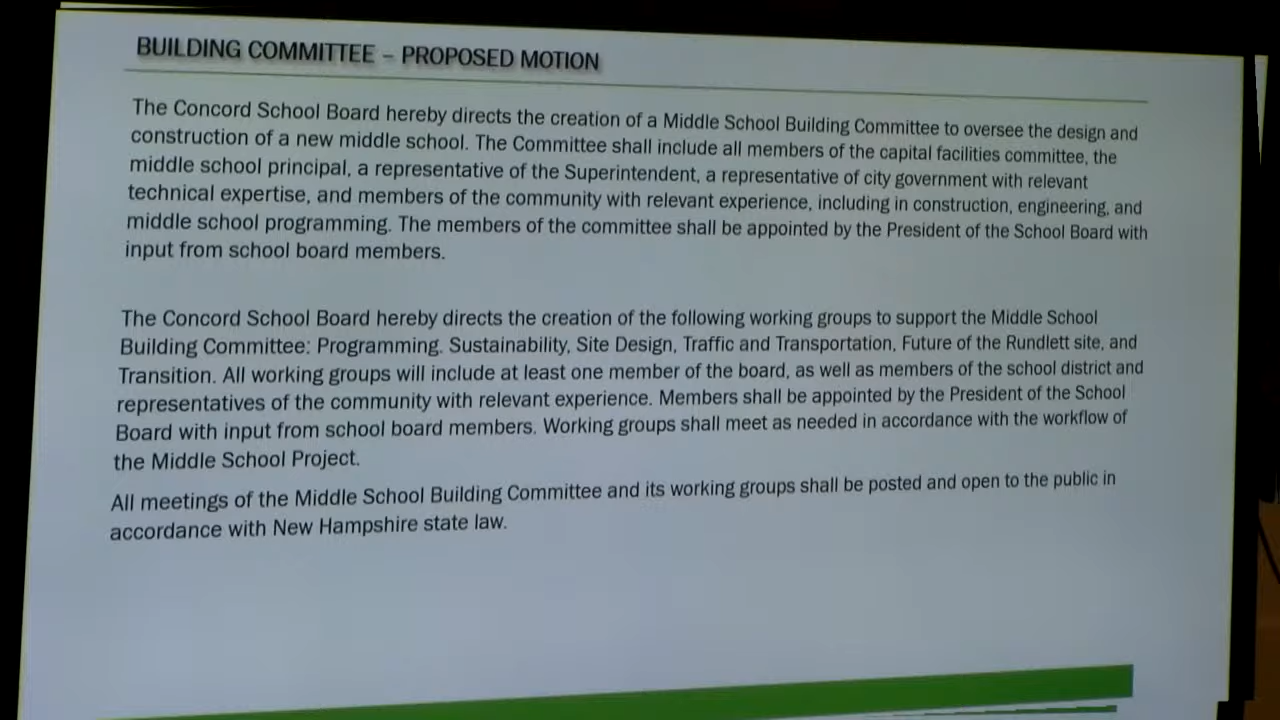 BUILDING COMMITTEE – PROPOSED MOTION
The Concord School Board hereby directs the creation of a Middle School Building Committee to oversee the design and
construction of a new middle school. The Committee shall include all members of the capital facilities committee, the
middle school principal, a representative of the Superintendent, a representative of city government with relevant
technical expertise, and members of the community with relevant experience, including in construction, engineering, and
middle school programming. The members of the committee shall be appointed by the President of the School Board with
input from school board members.
The Concord School Board hereby directs the creation of the following working groups to support the Middle School
Building Committee: Programming. Sustainability, Site Design, Traffic and Transportation, Future of the Rundlett site, and
Transition. All working groups will include at least one member of the board, as well as members of the school district and
representatives of the community with relevant experience. Members shall be appointed by the President of the School
Board with input from school board members. Working groups shall meet as needed in accordance with the workflow of
the Middle School Project.
All meetings of the Middle School Building Committee and its working groups shall be posted and open to the public in
accordance with New Hampshire state law.